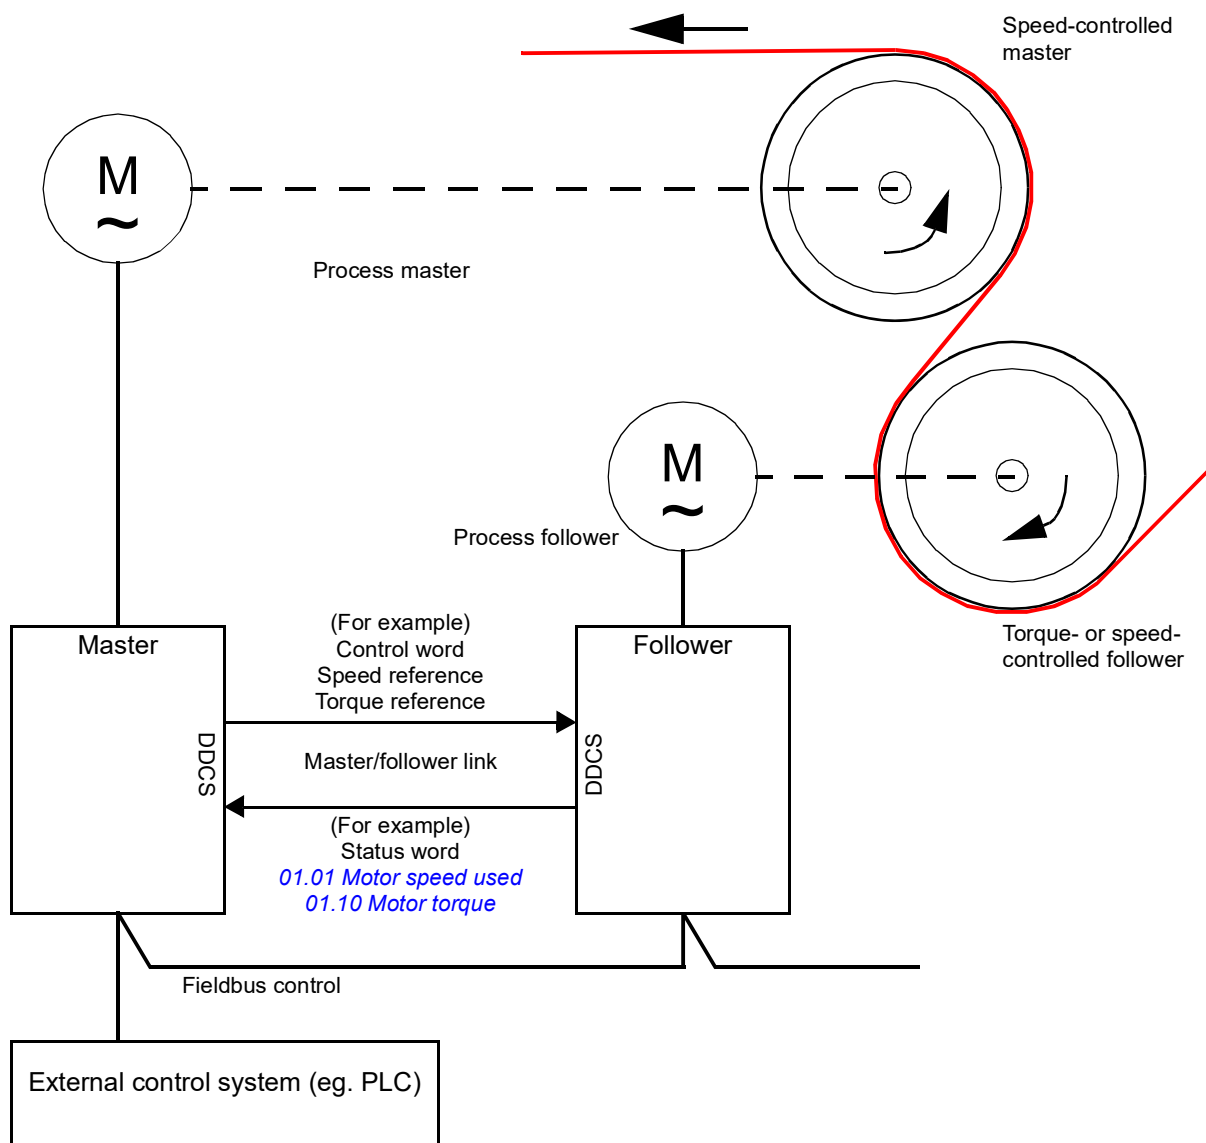 Speed-controlled
master
M
~
Process master
M
~
Process follower
Torque- or speed-
controlled follower
Master
(For example)
Control word
Speed reference
Torque reference
Follower
DDCS
Master/follower link
DDCS
(For example)
Status word
01.01 Motor speed used
01.10 Motor torque
Fieldbus control
External control system (eg. PLC)